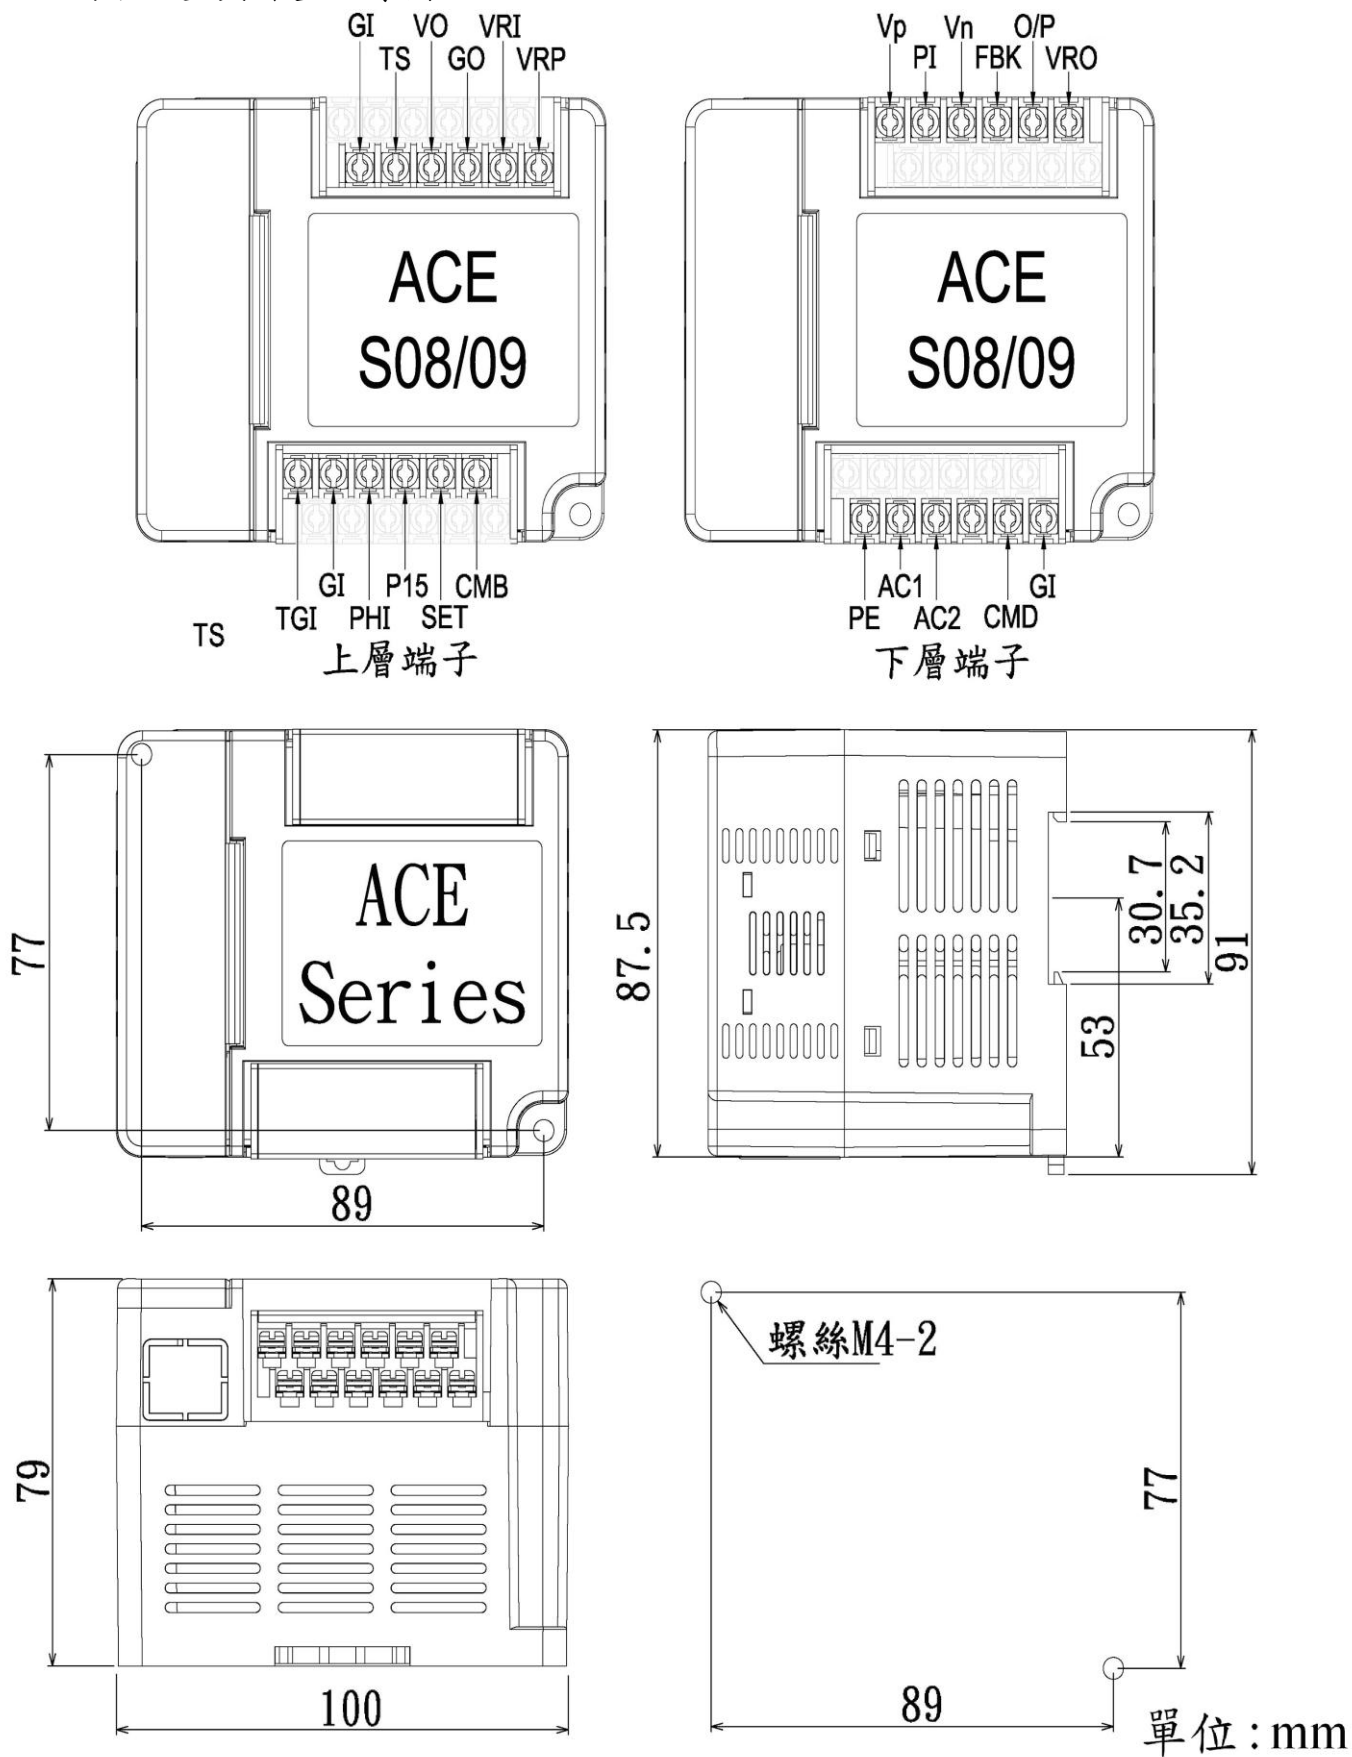 GI VO VRI
TS GO VRP
Vp Vn O/P
PI FBK VRO
ACE
S08/09
ACE
S08/09
GI P15 CMB
TGI PHI SET
TS
上層端子
AC1 GI
PE AC2 CMD
下層端子
77
ACE
Series
89
87.5
30.7
35.2
91
53
79
100
螺絲M4-2
77
89
單位:mm